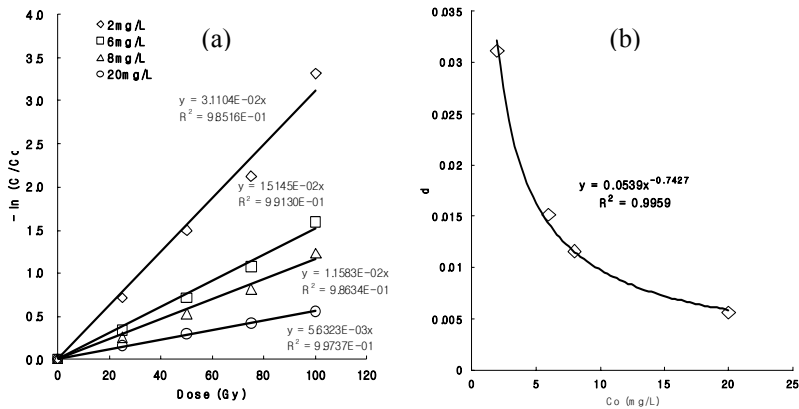 (a)
2mg/L
6mg/L
8mg/L
20mg/L
4.0
3.5
3.0
2.5
2.0
1.5
1.0
0.5
0.0
- ln (C/Co
y = 3.1104E-02x
R² = 9.8516E-01
y = 1.5145E-02x
R² = 9.9130E-01
y = 1.1583E-02x
R² = 9.8634E-01
y = 5.6323E-03x
R² = 9.9737E-01
0 20 40 60 80 100 120
Dose (Gy)
(b)
0.035
0.03
0.025
0.02
0.015
0.01
0.005
0
d
y = 0.0539x⁻⁰·⁷⁴²⁷
R² = 0.9959
0 5 10 15 20 25
Co (mg/L)